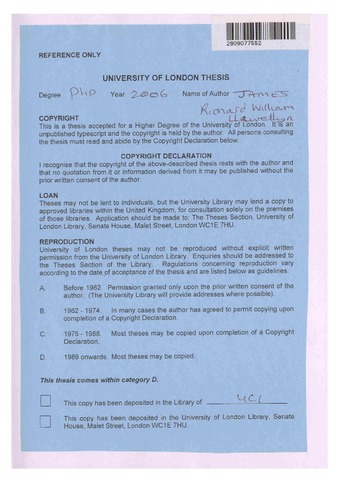 2809077652
REFERENCE ONLY
UNIVERSITY OF LONDON THESIS
Degree PhD Year 2006 Name of Author JAMES
Richard William
Llewellyn
COPYRIGHT
This is a thesis accepted for a Higher Degree of the University of London. It is an
unpublished typescript and the copyright is held by the author. All persons consulting
the thesis must read and abide by the Copyright Declaration below.
COPYRIGHT DECLARATION
I recognise that the copyright of the above-described thesis rests with the author and
that no quotation from it or information derived from it may be published without the
prior written consent of the author.
LOAN
Theses may not be lent to individuals, but the University Library may lend a copy to
approved libraries within the United Kingdom, for consultation solely on the premises
of those libraries. Application should be made to: The Theses Section, University of
London Library, Senate House, Malet Street, London WC1E 7HU.
REPRODUCTION
University of London theses may not be reproduced without explicit written
permission from the University of London Library. Enquiries should be addressed to
the Theses Section of the Library. Regulations concerning reproduction vary
according to the date of acceptance of the thesis and are listed below as guidelines.
A. Before 1962. Permission granted only upon the prior written consent of the
author. (The University Library will provide addresses where possible).
B. 1962 - 1974. In many cases the author has agreed to permit copying upon
completion of a Copyright Declaration.
C. 1975 - 1988. Most theses may be copied upon completion of a Copyright
Declaration.
D. 1989 onwards. Most theses may be copied.
This thesis comes within category D.
This copy has been deposited in the Library of UCL
This copy has been deposited in the University of London Library, Senate
House, Malet Street, London WC1E 7HU.